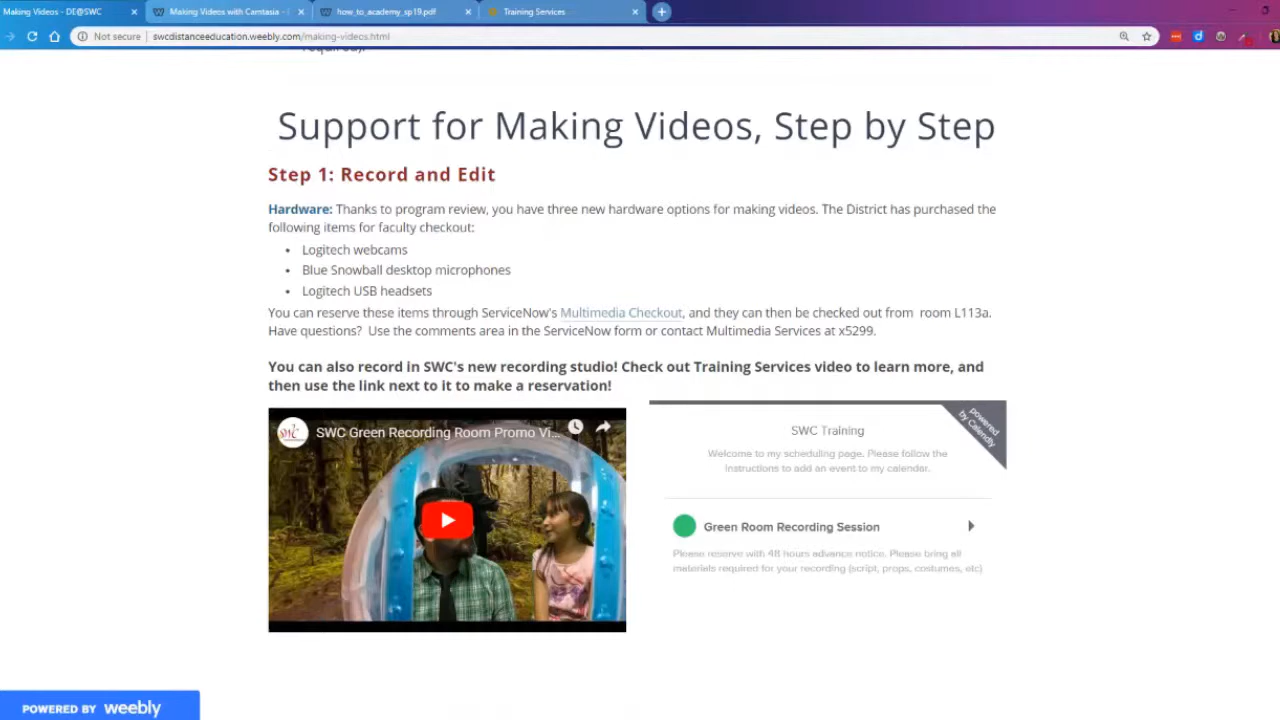 Making Videos - DE@SWC
Making Videos with Camtasia -
how_to_academy_sp19.pdf
Training Services
Not secure
swcdistanceeducation.weebly.com/making-videos.html
required).
Support for Making Videos, Step by Step
Step 1: Record and Edit
Hardware: Thanks to program review, you have three new hardware options for making videos. The District has purchased the
following items for faculty checkout:
• Logitech webcams
• Blue Snowball desktop microphones
• Logitech USB headsets
You can reserve these items through ServiceNow's Multimedia Checkout, and they can then be checked out from room L113a.
Have questions? Use the comments area in the ServiceNow form or contact Multimedia Services at x5299.
You can also record in SWC's new recording studio! Check out Training Services video to learn more, and
then use the link next to it to make a reservation!
SWC Green Recording Room Promo Vi...
powered
by Calendly
SWC Training
Welcome to my scheduling page. Please follow the
instructions to add an event to my calendar.
Green Room Recording Session
Please reserve with 48 hours advance notice. Please bring all
materials required for your recording (script, props, costumes, etc)
POWERED BY weebly